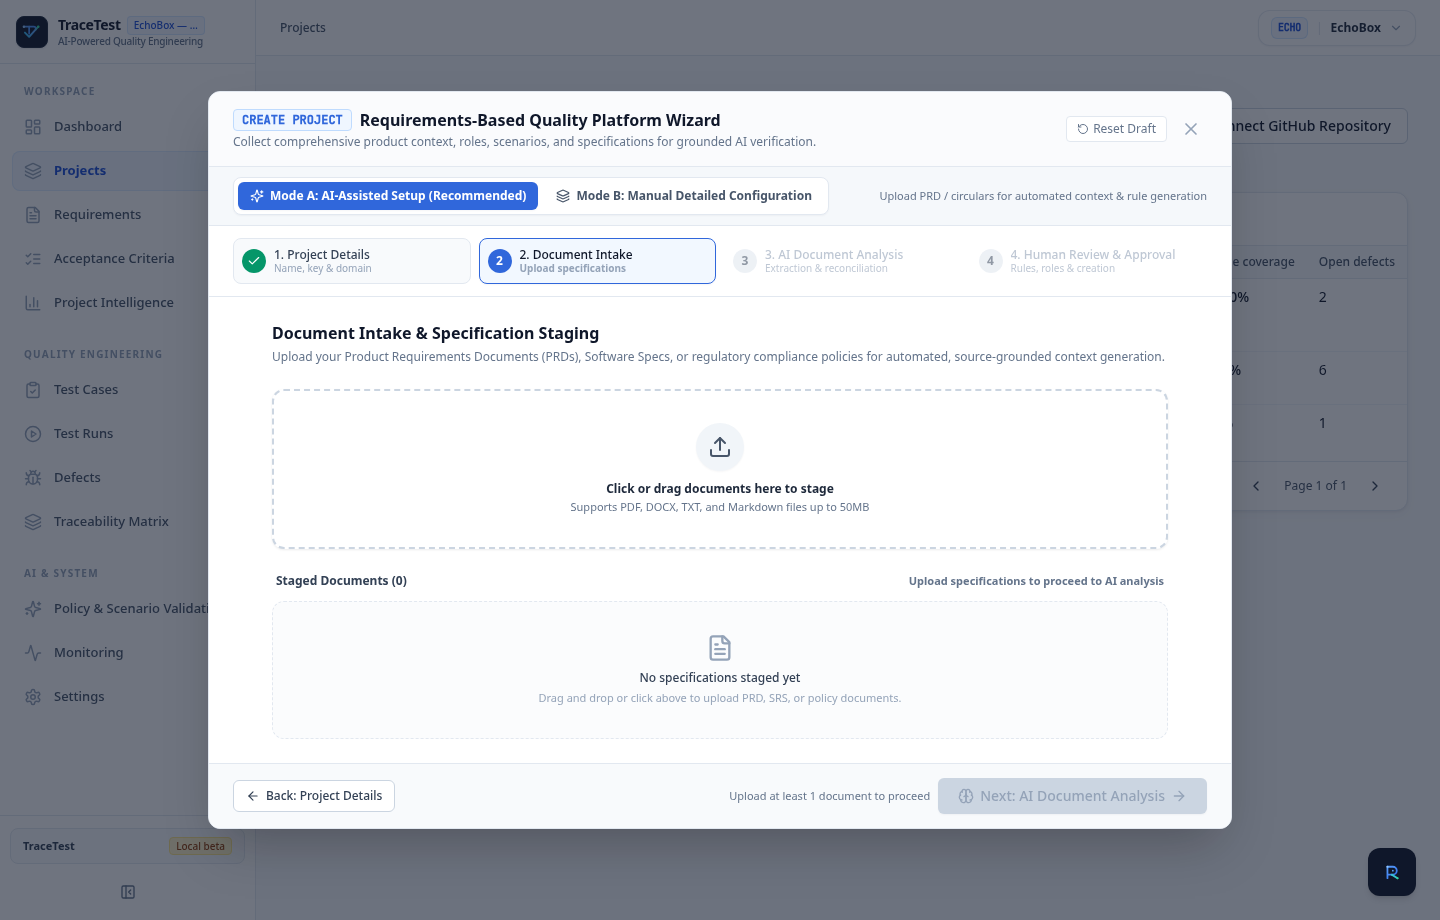 TraceTest
EchoBox — ...
AI-Powered Quality Engineering
Projects
ECHO
EchoBox
WORKSPACE
Dashboard
Projects
Requirements
Acceptance Criteria
Project Intelligence
QUALITY ENGINEERING
Test Cases
Test Runs
Defects
Traceability Matrix
AI & SYSTEM
Policy & Scenario Validati
Monitoring
Settings
TraceTest
Local beta
nnect GitHub Repository
e coverage
Open defects
0%
2
%
6
1
Page 1 of 1
CREATE PROJECT
Requirements-Based Quality Platform Wizard
Collect comprehensive product context, roles, scenarios, and specifications for grounded AI verification.
Reset Draft
Mode A: AI-Assisted Setup (Recommended)
Mode B: Manual Detailed Configuration
Upload PRD / circulars for automated context & rule generation
1. Project Details
Name, key & domain
2
2. Document Intake
Upload specifications
3
3. AI Document Analysis
Extraction & reconciliation
4
4. Human Review & Approval
Rules, roles & creation
Document Intake & Specification Staging
Upload your Product Requirements Documents (PRDs), Software Specs, or regulatory compliance policies for automated, source-grounded context generation.
Click or drag documents here to stage
Supports PDF, DOCX, TXT, and Markdown files up to 50MB
Staged Documents (0)
Upload specifications to proceed to AI analysis
No specifications staged yet
Drag and drop or click above to upload PRD, SRS, or policy documents.
Back: Project Details
Upload at least 1 document to proceed
Next: AI Document Analysis